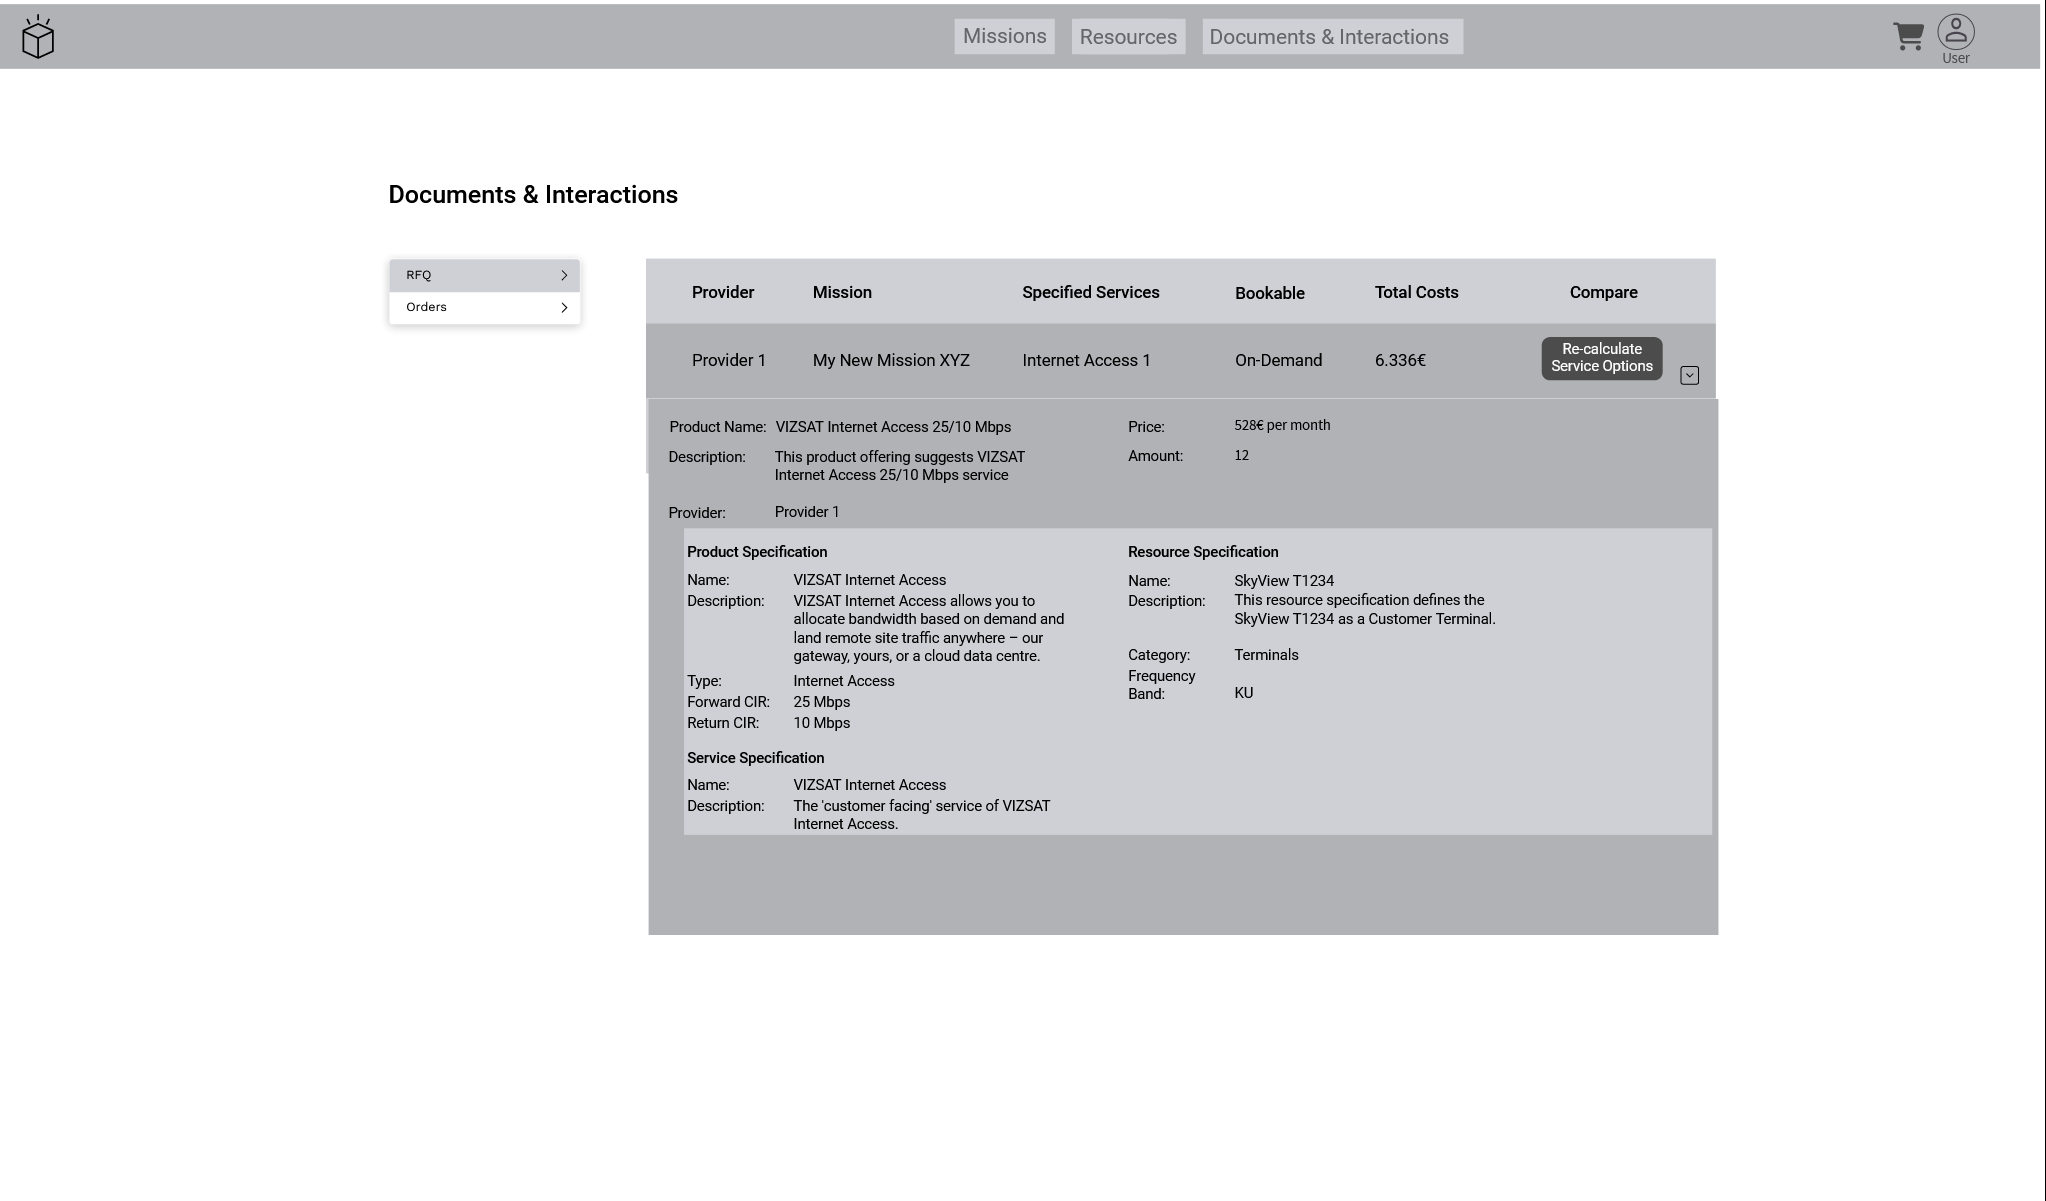 Missions
Resources
Documents & Interactions
User
Documents & Interactions
RFQ
Orders
Provider
Mission
Specified Services
Bookable
Total Costs
Compare
Provider 1
My New Mission XYZ
Internet Access 1
On-Demand
6.336€
Re-calculate
Service Options
Product Name: VIZSAT Internet Access 25/10 Mbps
Description: This product offering suggests VIZSAT
Internet Access 25/10 Mbps service
Provider: Provider 1
Price: 528€ per month
Amount: 12
Product Specification
Name: VIZSAT Internet Access
Description: VIZSAT Internet Access allows you to
allocate bandwidth based on demand and
land remote site traffic anywhere – our
gateway, yours, or a cloud data centre.
Type: Internet Access
Forward CIR: 25 Mbps
Return CIR: 10 Mbps
Service Specification
Name: VIZSAT Internet Access
Description: The 'customer facing' service of VIZSAT
Internet Access.
Resource Specification
Name: SkyView T1234
Description: This resource specification defines the
SkyView T1234 as a Customer Terminal.
Category: Terminals
Frequency
Band: KU